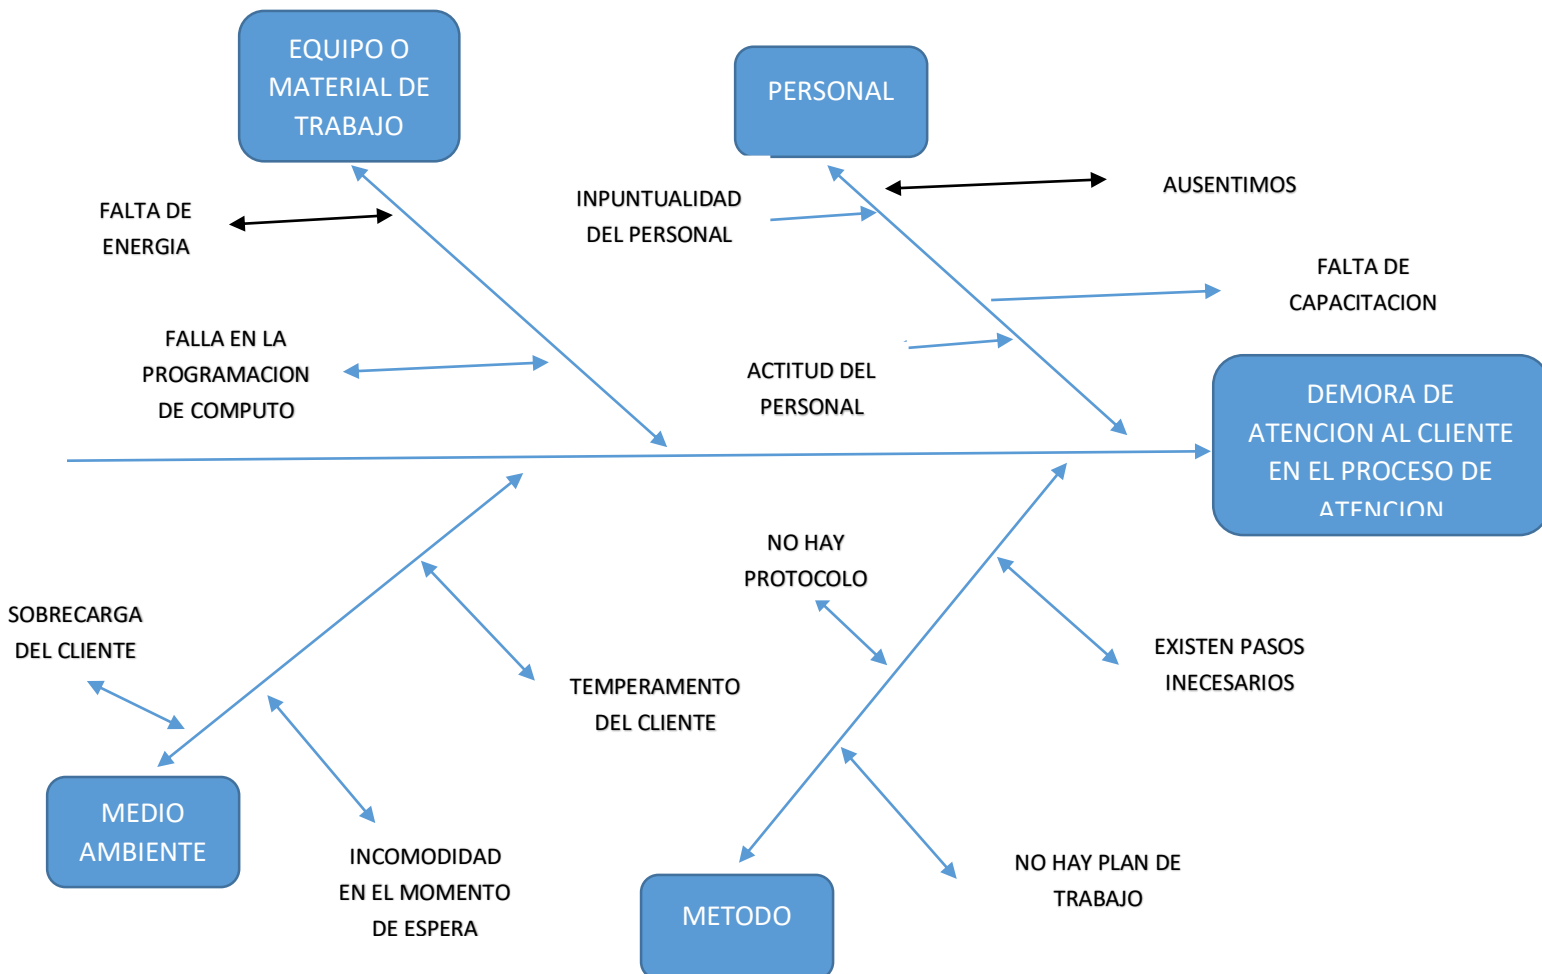 EQUIPO O
MATERIAL DE
TRABAJO
PERSONAL
FALTA DE
ENERGIA
INPUNTUALIDAD
DEL PERSONAL
AUSENTIMOS
FALTA DE
CAPACITACION
FALLA EN LA
PROGRAMACION
DE COMPUTO
ACTITUD DEL
PERSONAL
DEMORA DE
ATENCION AL CLIENTE
EN EL PROCESO DE
ATENCION
NO HAY
PROTOCOLO
SOBRECARGA
DEL CLIENTE
TEMPERAMENTO
DEL CLIENTE
EXISTEN PASOS
INECESARIOS
MEDIO
AMBIENTE
INCOMODIDAD
EN EL MOMENTO
DE ESPERA
METODO
NO HAY PLAN DE
TRABAJO